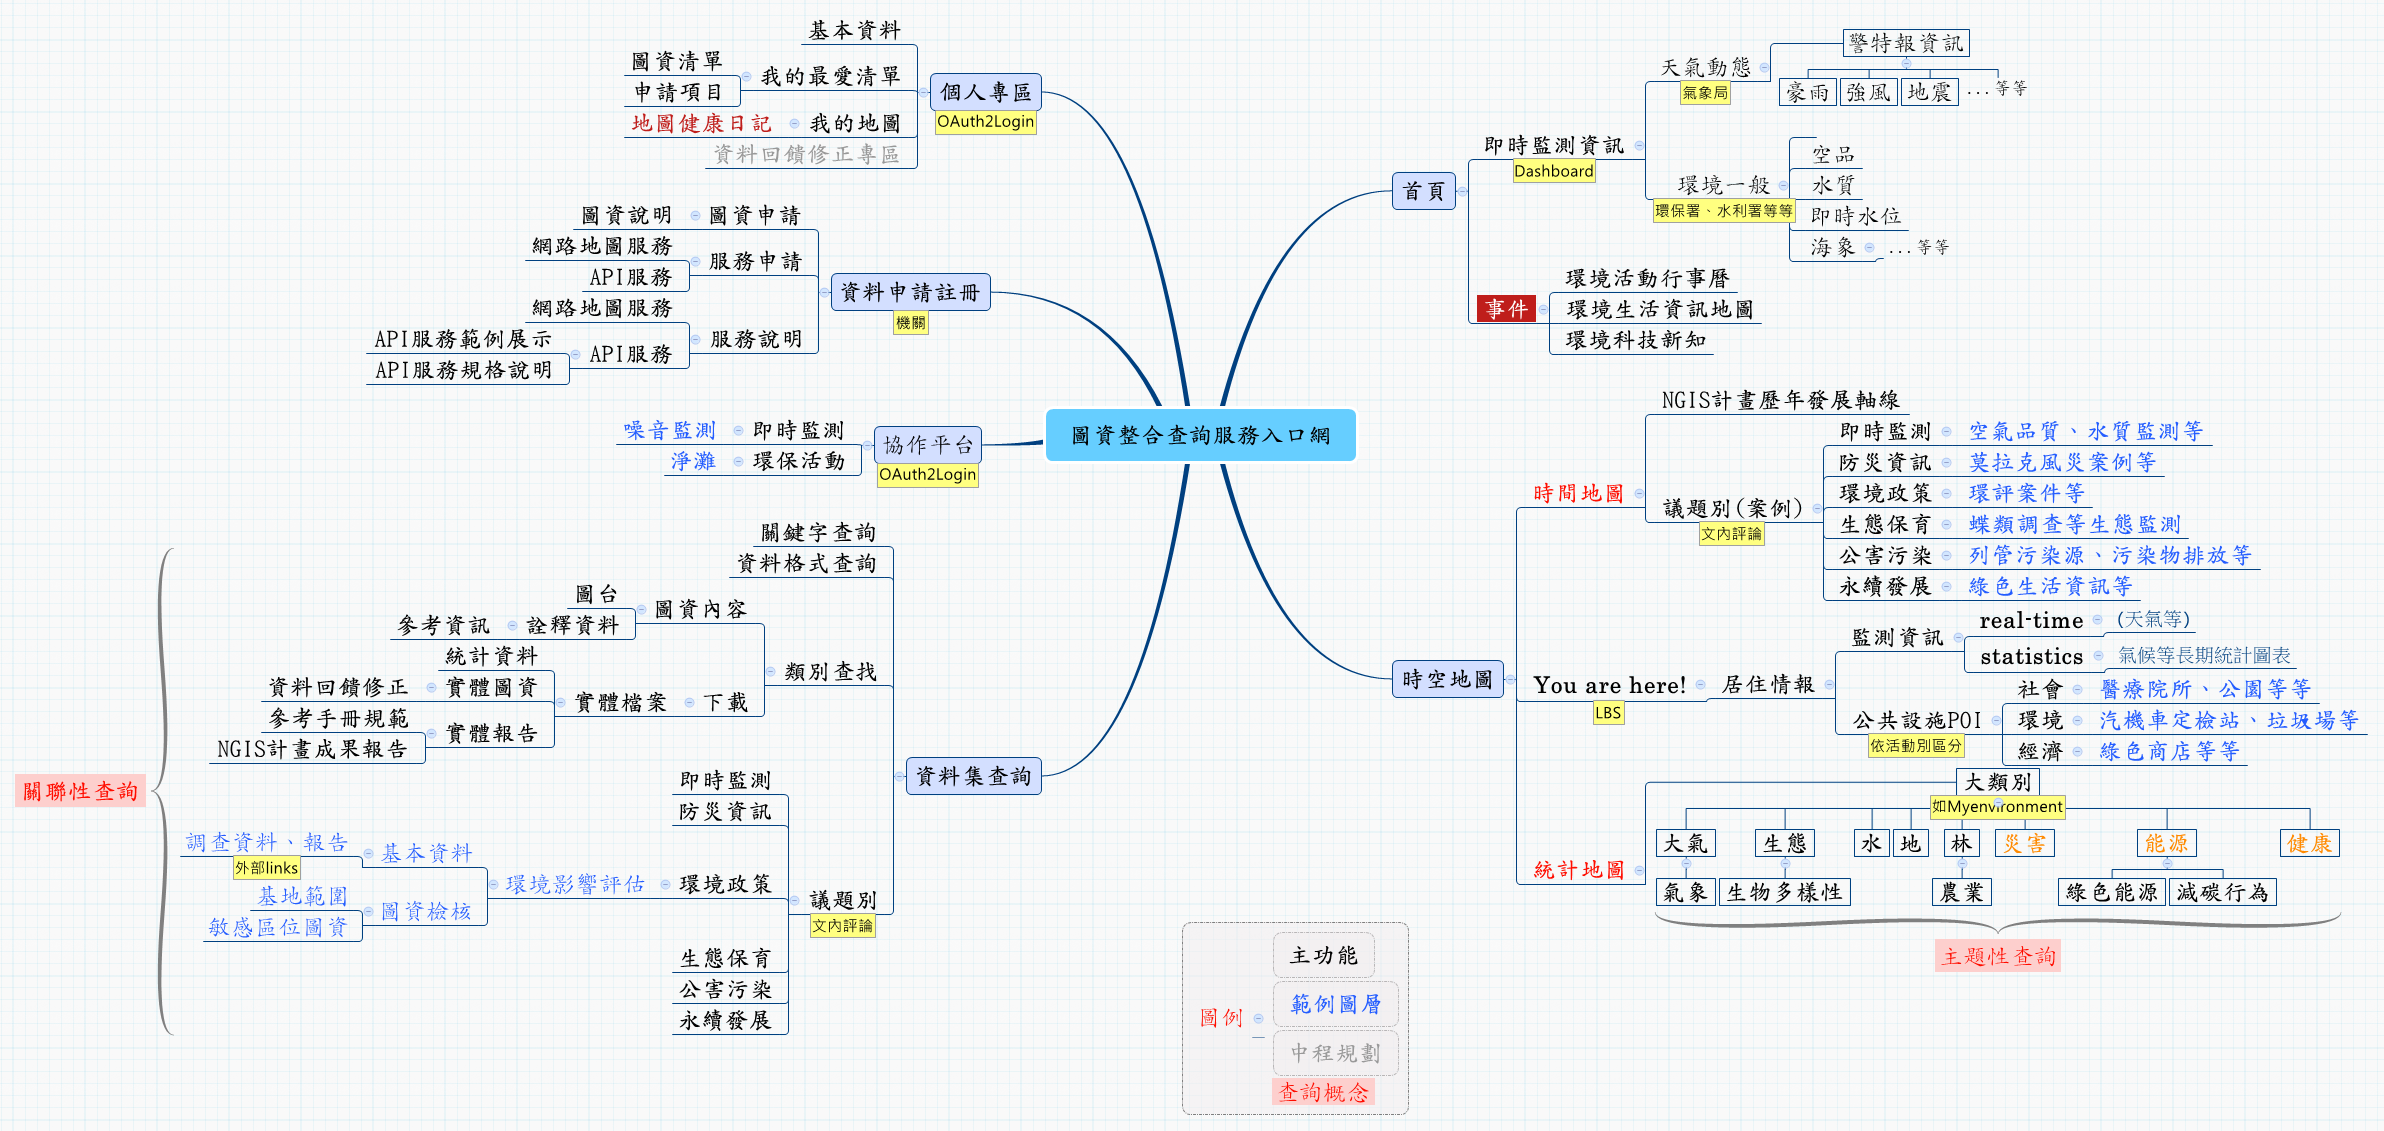 圖資整合查詢服務入口網
個人專區
OAuth2Login
基本資料
我的最愛清單
圖資清單
申請項目
我的地圖
地圖健康日記
資料回饋修正專區
資料申請註冊
機關
圖資申請
圖資說明
服務申請
網路地圖服務
API服務
服務說明
網路地圖服務
API服務
API服務範例展示
API服務規格說明
協作平台
OAuth2Login
即時監測
噪音監測
環保活動
淨灘
資料集查詢
關鍵字查詢
資料格式查詢
類別查找
圖資內容
圖台
詮釋資料
參考資訊
下載
實體檔案
統計資料
實體圖資
資料回饋修正
實體報告
參考手冊規範
NGIS計畫成果報告
議題別
文內評論
即時監測
防災資訊
環境政策
環境影響評估
基本資料
調查資料、報告
外部links
圖資檢核
基地範圍
敏感區位圖資
生態保育
公害污染
永續發展
關聯性查詢
首頁
即時監測資訊
Dashboard
天氣動態
氣象局
警特報資訊
豪雨
強風
地震
...等等
環境一般
環保署、水利署等等
空品
水質
即時水位
海象
...等等
事件
環境活動行事曆
環境生活資訊地圖
環境科技新知
時空地圖
時間地圖
NGIS計畫歷年發展軸線
議題別(案例)
文內評論
即時監測
空氣品質、水質監測等
防災資訊
莫拉克風災案例等
環境政策
環評案件等
生態保育
蝶類調查等生態監測
公害污染
列管污染源、污染物排放等
永續發展
綠色生活資訊等
You are here!
LBS
居住情報
監測資訊
real-time
(天氣等)
statistics
氣候等長期統計圖表
公共設施POI
依活動別區分
社會
醫療院所、公園等等
環境
汽機車定檢站、垃圾場等
經濟
綠色商店等等
統計地圖
大類別
如Myenvironment
大氣
生態
水
地
林
災害
能源
健康
氣象
生物多樣性
農業
綠色能源
減碳行為
主題性查詢
圖例
主功能
範例圖層
中程規劃
查詢概念